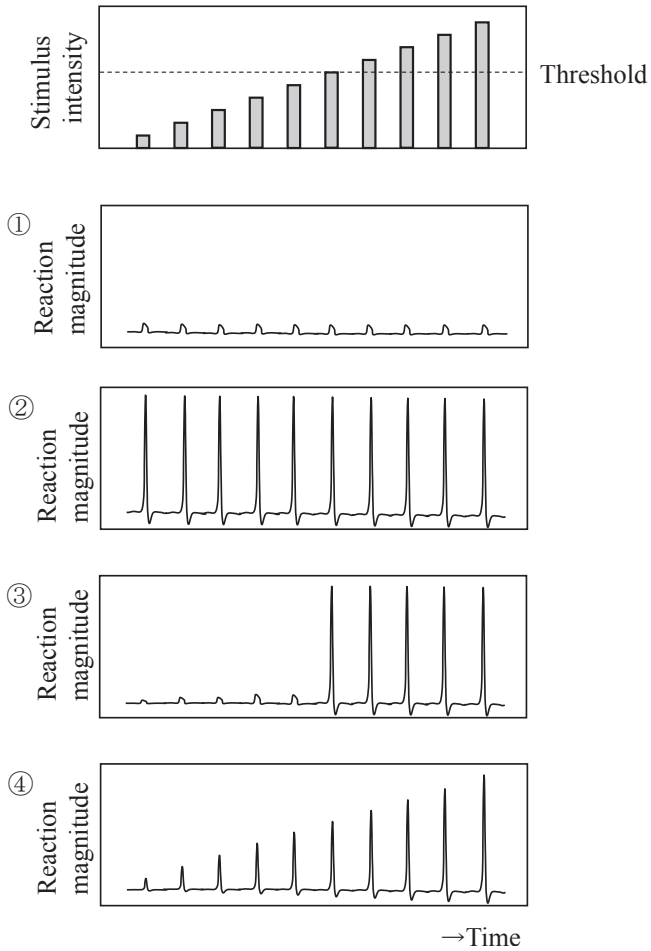 Stimulus
intensity
Threshold
①
Reaction
magnitude
②
Reaction
magnitude
③
Reaction
magnitude
④
Reaction
magnitude
→Time